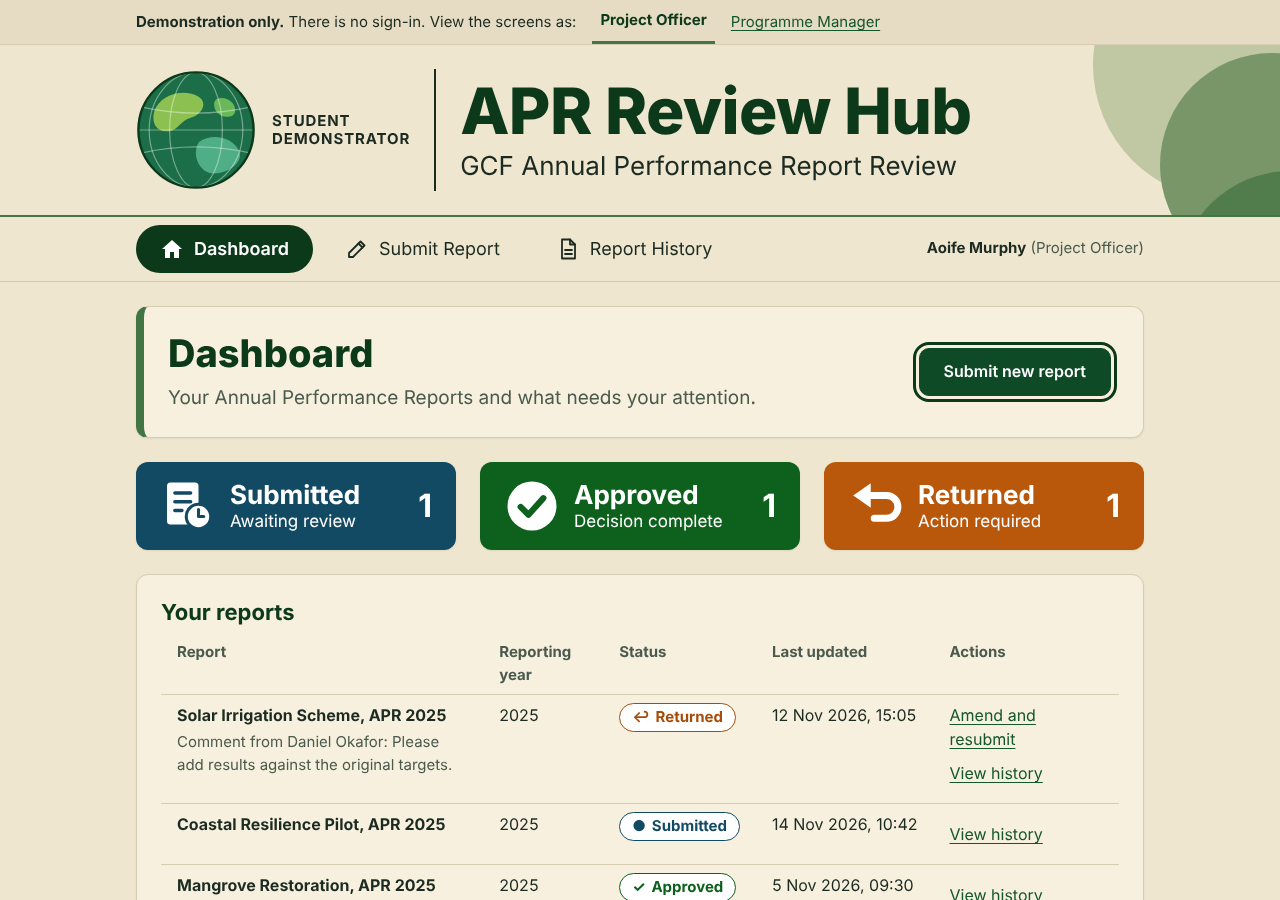 Demonstration only. There is no sign-in. View the screens as: Project Officer Programme Manager
STUDENT
DEMONSTRATOR
APR Review Hub
GCF Annual Performance Report Review
Dashboard Submit Report Report History Aoife Murphy (Project Officer)
Dashboard
Your Annual Performance Reports and what needs your attention.
Submit new report
Submitted
Awaiting review
1
Approved
Decision complete
1
Returned
Action required
1
Your reports
Report Reporting year Status Last updated Actions
Solar Irrigation Scheme, APR 2025 2025 Returned 12 Nov 2026, 15:05 Amend and resubmit
Comment from Daniel Okafor: Please
add results against the original targets.
View history
Coastal Resilience Pilot, APR 2025 2025 Submitted 14 Nov 2026, 10:42 View history
Mangrove Restoration, APR 2025 2025 Approved 5 Nov 2026, 09:30 View history